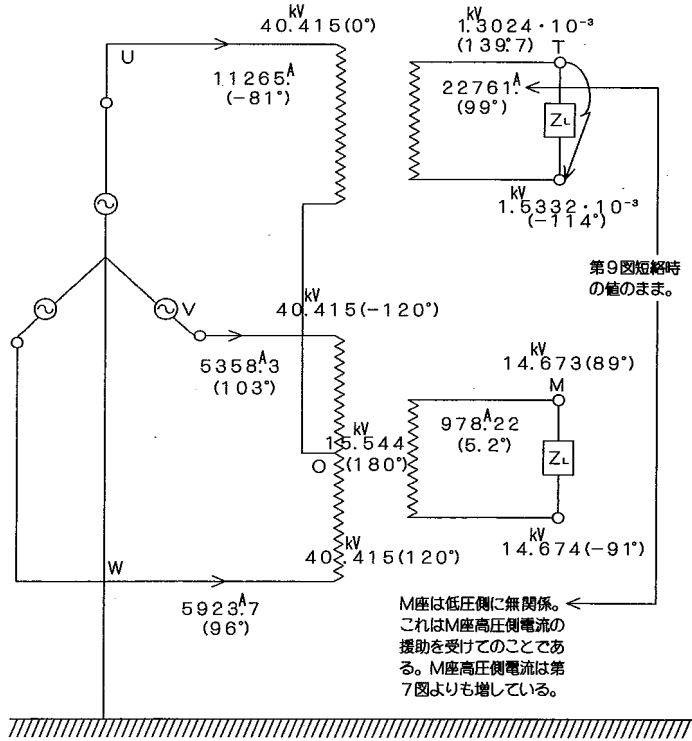 kV
40.415(0°)
U
11265.A
(-81°)
kV
1.3024・10⁻³
(139.°7)
T
22761.A
(99°)
ZL
kV
1.5332・10⁻³
(-114°)
第9図短絡時
の値のまま。
V
kV
40.415(-120°)
5358.A3
(103°)
kV
15.544
(180°)
O
kV
14.673(89°)
M
978.A22
(5.2°)
ZL
kV
14.674(-91°)
W
kV
40.415(120°)
5923.A7
(96°)
M座は低圧側に無関係。
これはM座高圧側電流の
援助を受けてのことであ
る。M座高圧側電流は第
7図よりも増している。